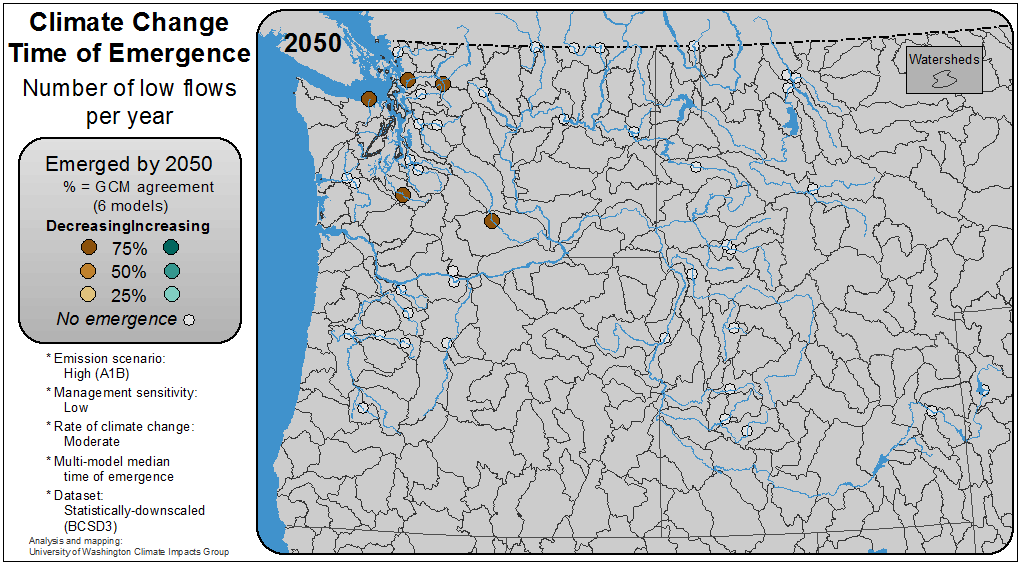 Climate Change
Time of Emergence
Number of low flows
per year
Emerged by 2050
% = GCM agreement
(6 models)
DecreasingIncreasing
75%
50%
25%
No emergence
* Emission scenario:
High (A1B)
* Management sensitivity:
Low
* Rate of climate change:
Moderate
* Multi-model median
time of emergence
* Dataset:
Statistically-downscaled
(BCSD3)
Analysis and mapping:
University of Washington Climate Impacts Group
2050
Watersheds